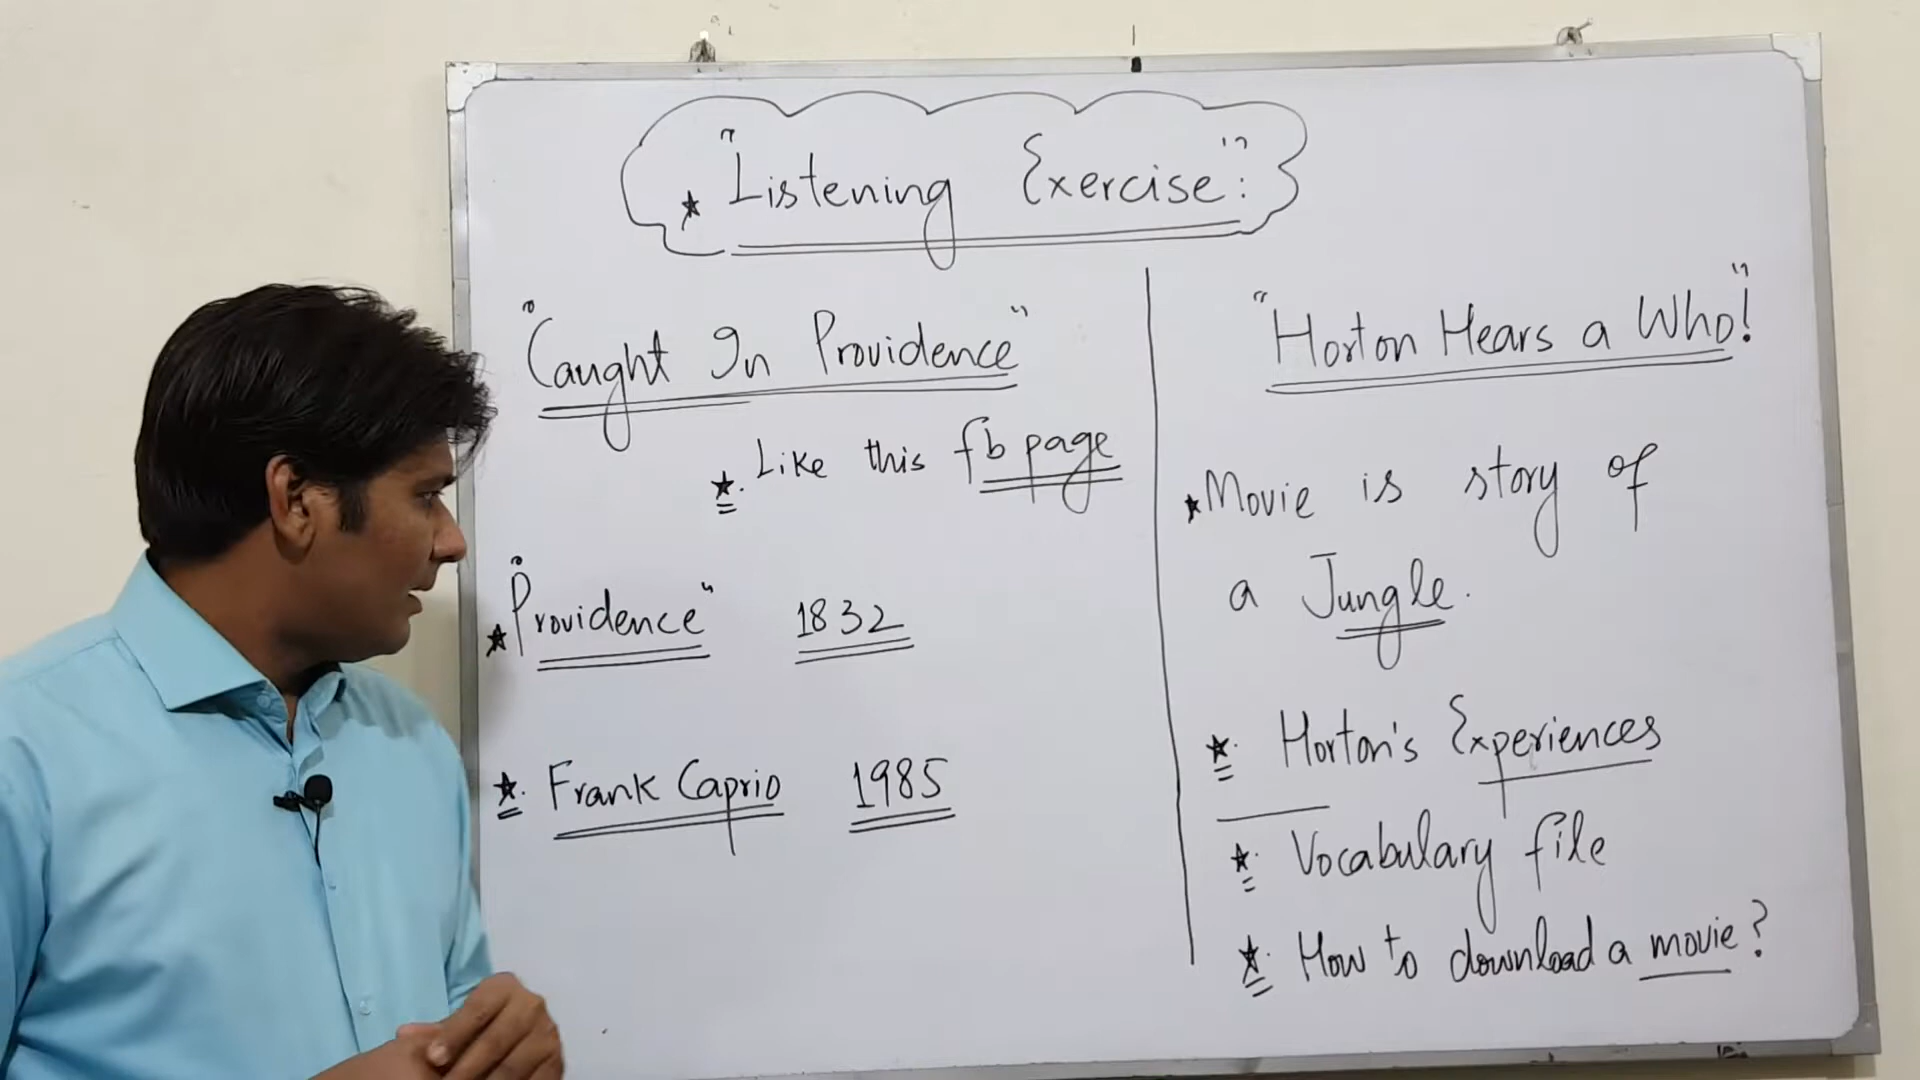 "Listening Exercise":
"Caught In Providence"
Like this fb page
"Providence" 1832
Frank Caprio 1985
"Horton Hears a Who!"
Movie is story of
a Jungle.
Horton's Experiences
Vocabulary file
How to download a movie?